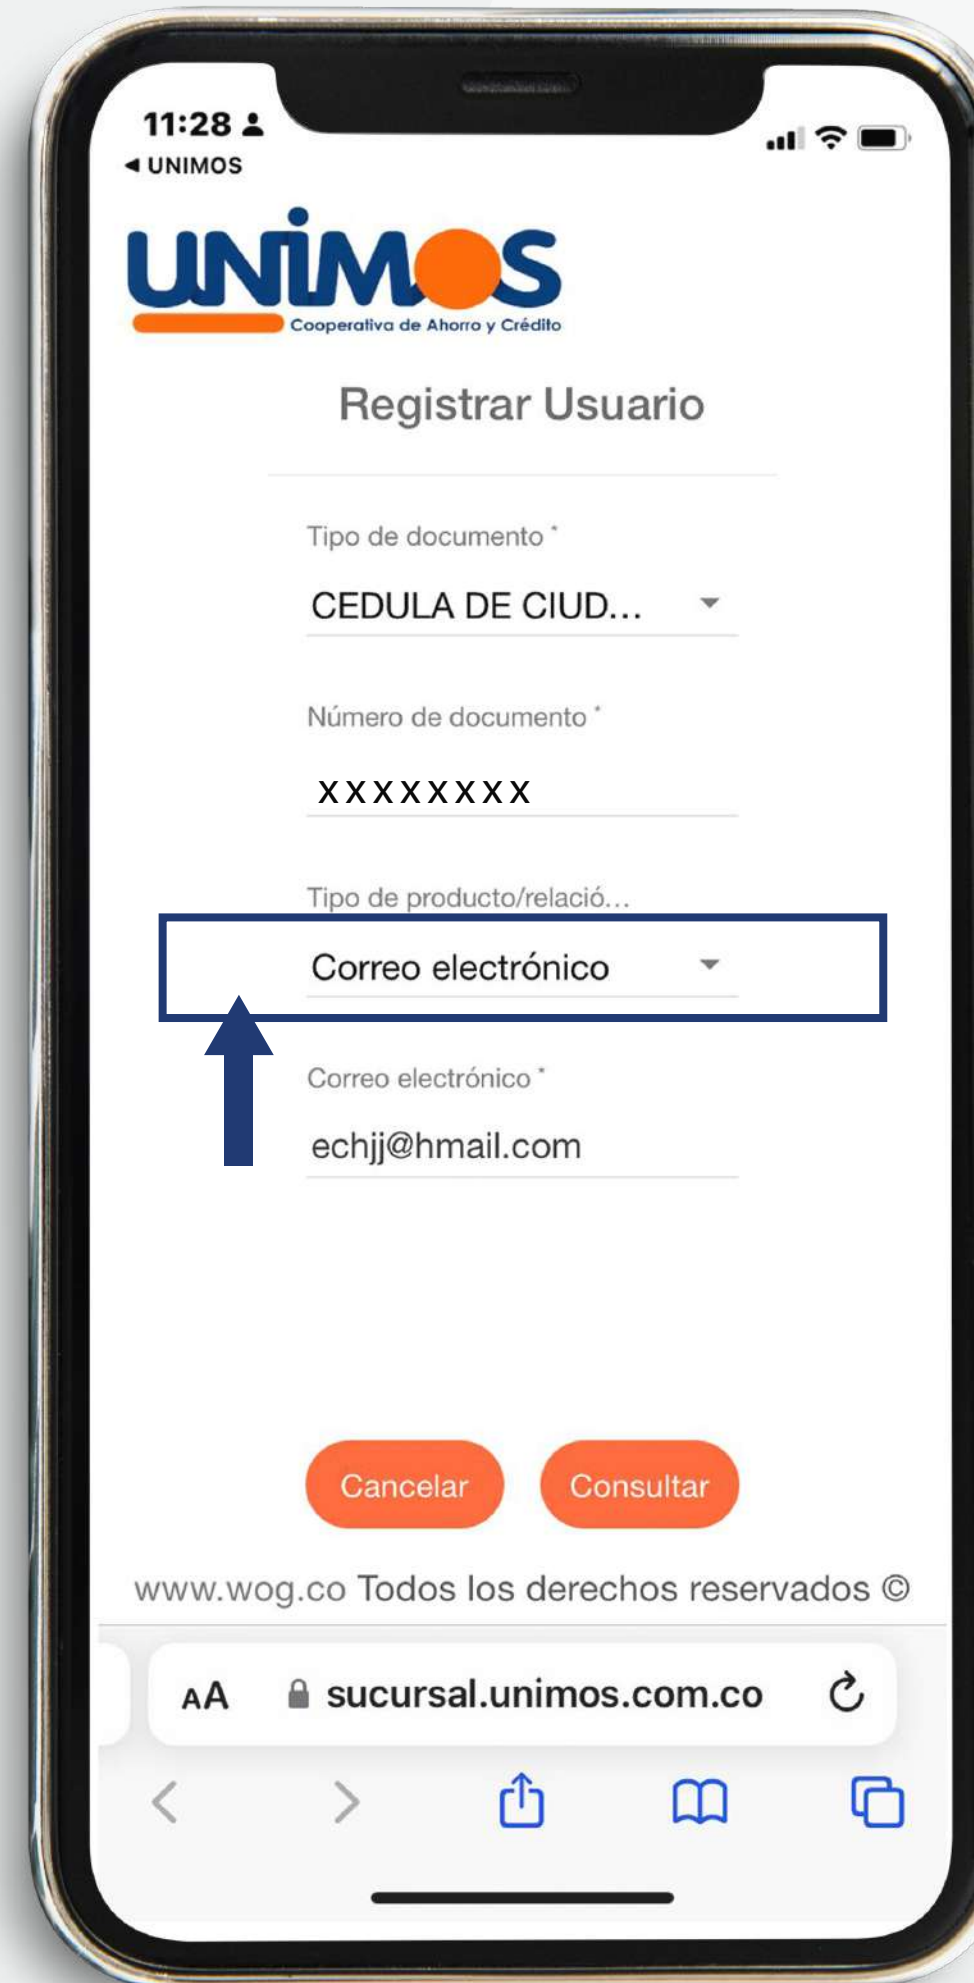 11:28
UNIMOS
UNIMOS
Cooperativa de Ahorro y Crédito
Registrar Usuario
Tipo de documento *
CEDULA DE CIUD...
Número de documento *
XXXXXXXX
Tipo de producto/relació...
Correo electrónico
Correo electrónico *
echjj@hmail.com
Cancelar Consultar
www.wog.co Todos los derechos reservados ©
AA sucursal.unimos.com.co